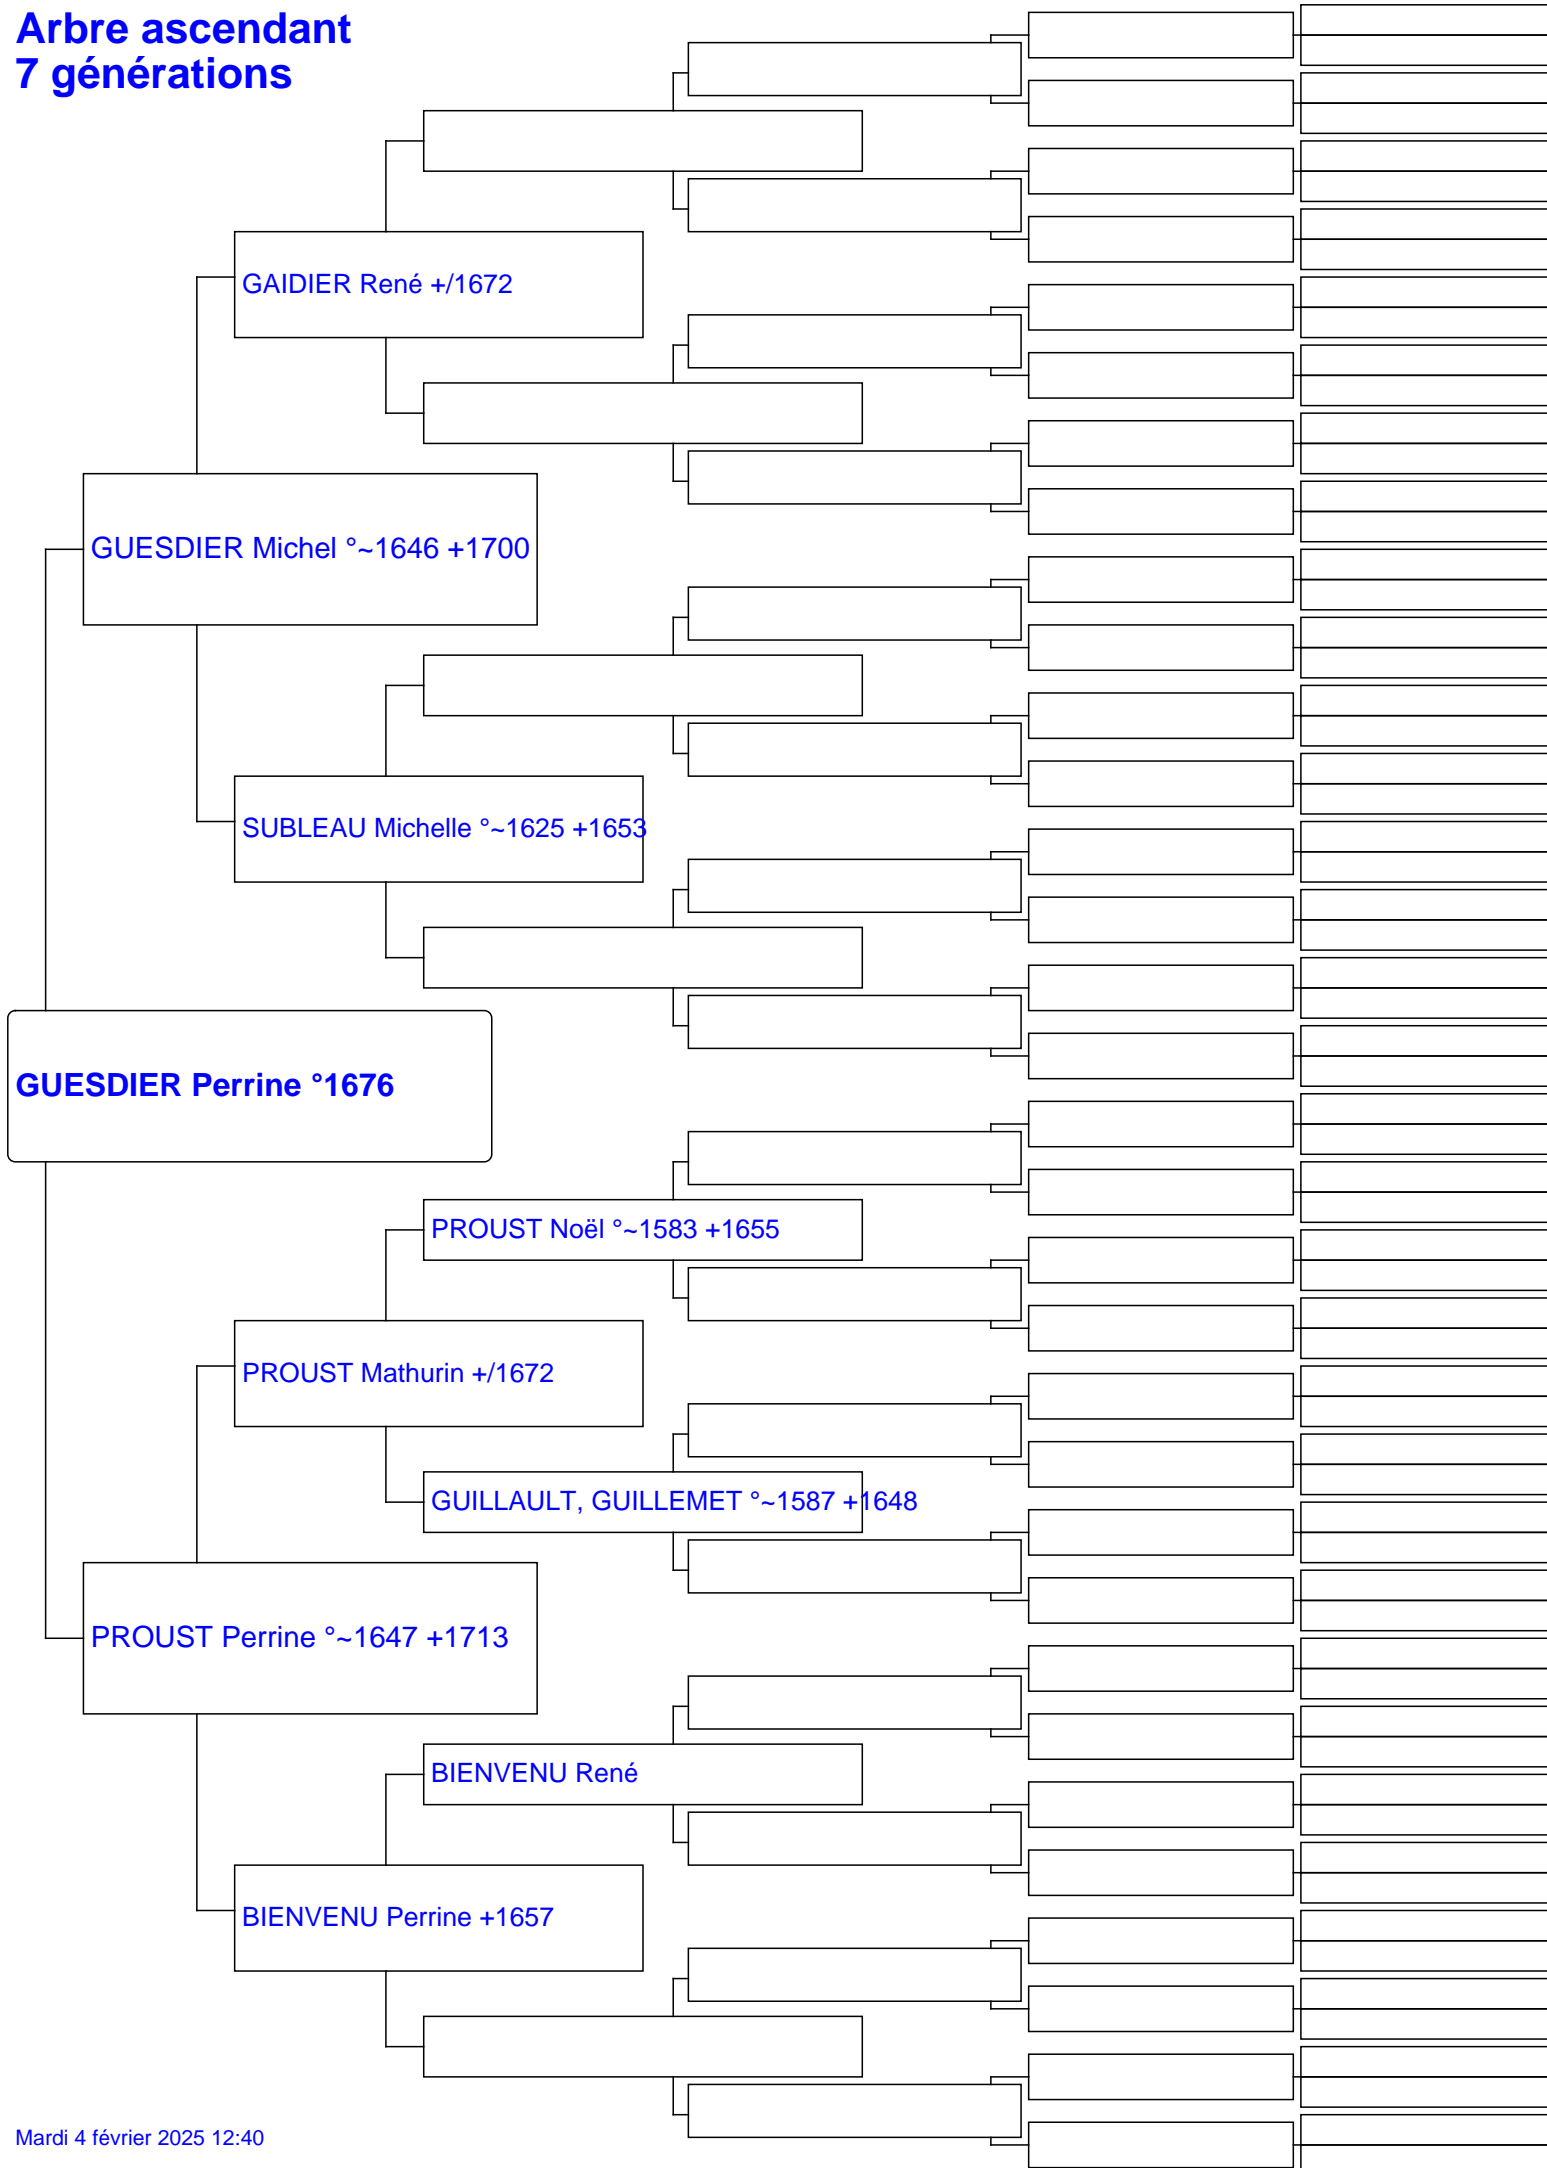 Arbre ascendant
7 générations
GAIDIER René +/1672
GUESDIER Michel °~1646 +1700
SUBLEAU Michelle °~1625 +1653
GUESDIER Perrine °1676
PROUST Noël °~1583 +1655
PROUST Mathurin +/1672
GUILLAULT, GUILLEMET °~1587 +1648
PROUST Perrine °~1647 +1713
BIENVENU René
BIENVENU Perrine +1657
Mardi 4 février 2025 12:40